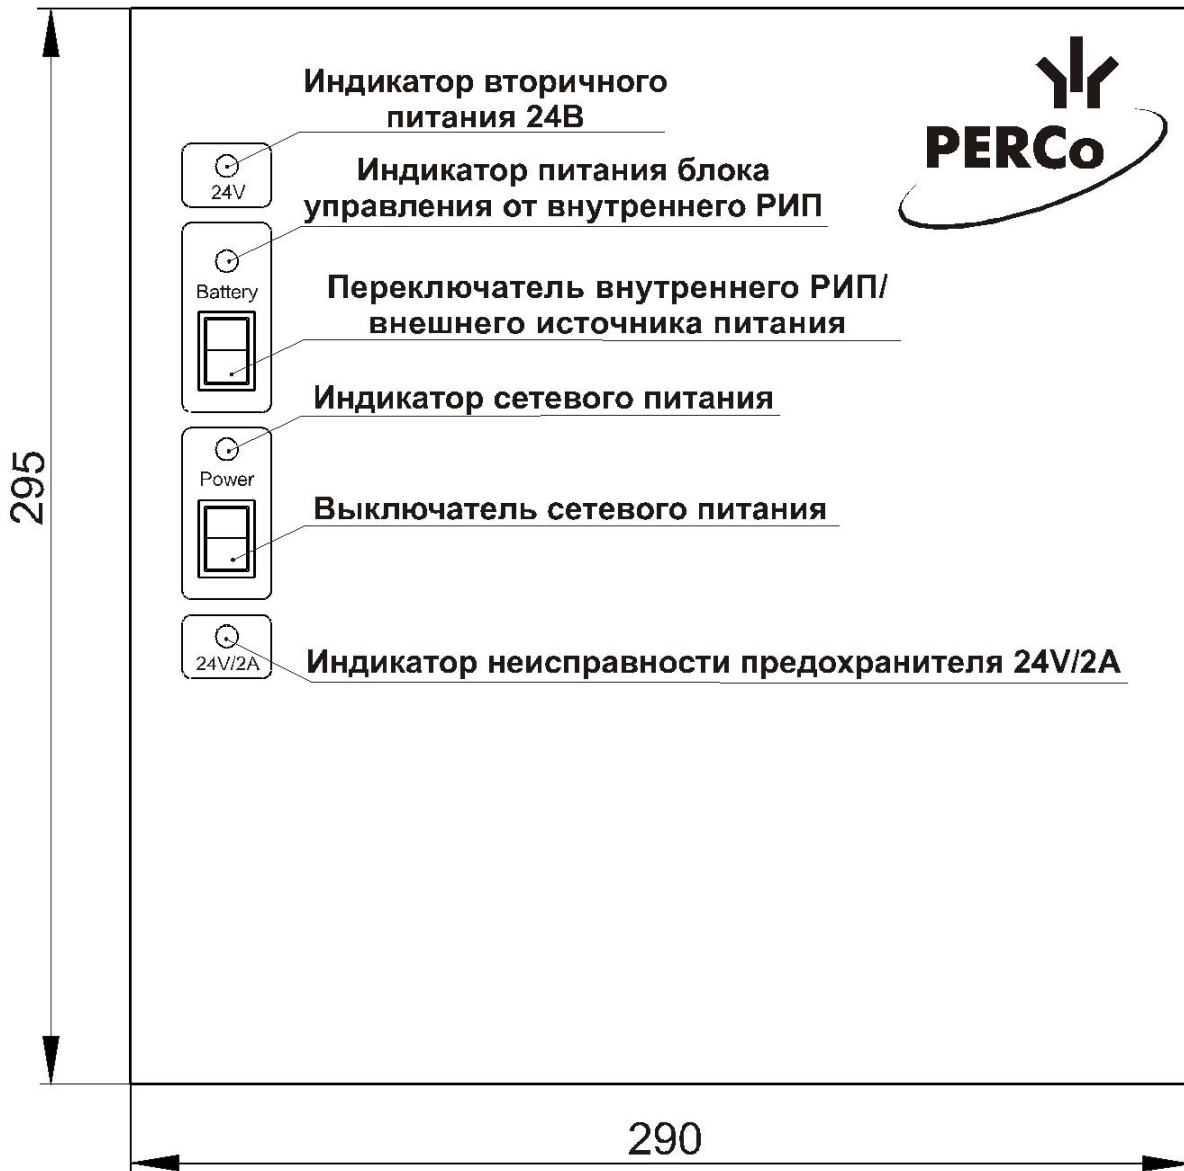 Индикатор вторичного
питания 24В
PERCo
24V
Индикатор питания блока
управления от внутреннего РИП
Battery
Переключатель внутреннего РИП/
внешнего источника питания
Индикатор сетевого питания
Power
Выключатель сетевого питания
24V/2A
Индикатор неисправности предохранителя 24V/2A
295
290